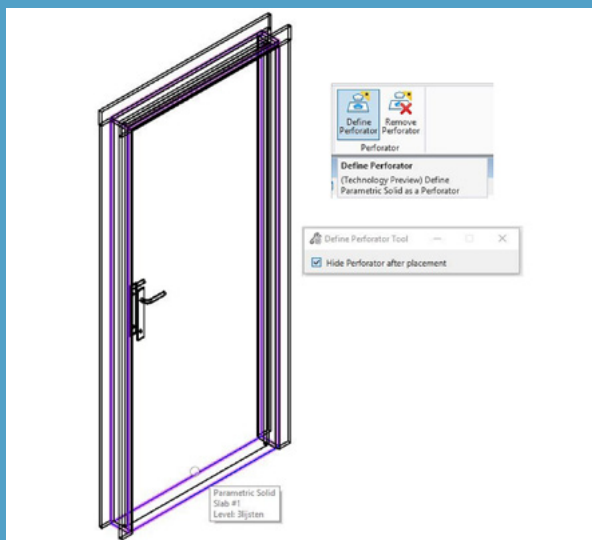 Define Remove
Perforator Perforator
Perforator
Define Perforator
(Technology Preview) Define
Parametric Solid as a Perforator
Define Perforator Tool
Hide Perforator after placement
Parametric Solid
Slab #1
Level: 3lijsten